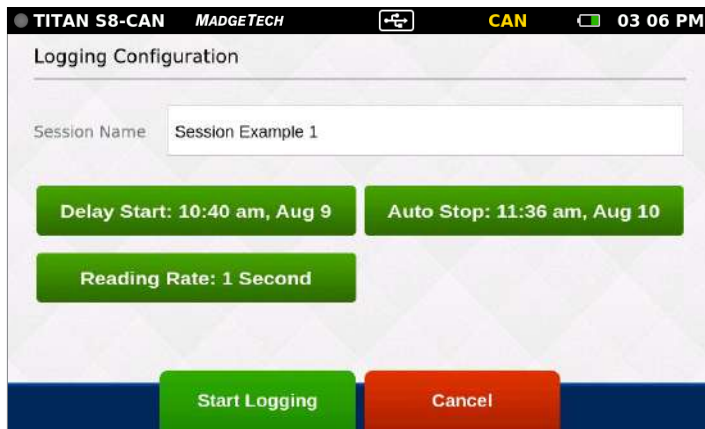 TITAN S8-CAN MADGETECH CAN 03 06 PM
Logging Configuration
Session Name Session Example 1
Delay Start: 10:40 am, Aug 9 Auto Stop: 11:36 am, Aug 10
Reading Rate: 1 Second
Start Logging Cancel